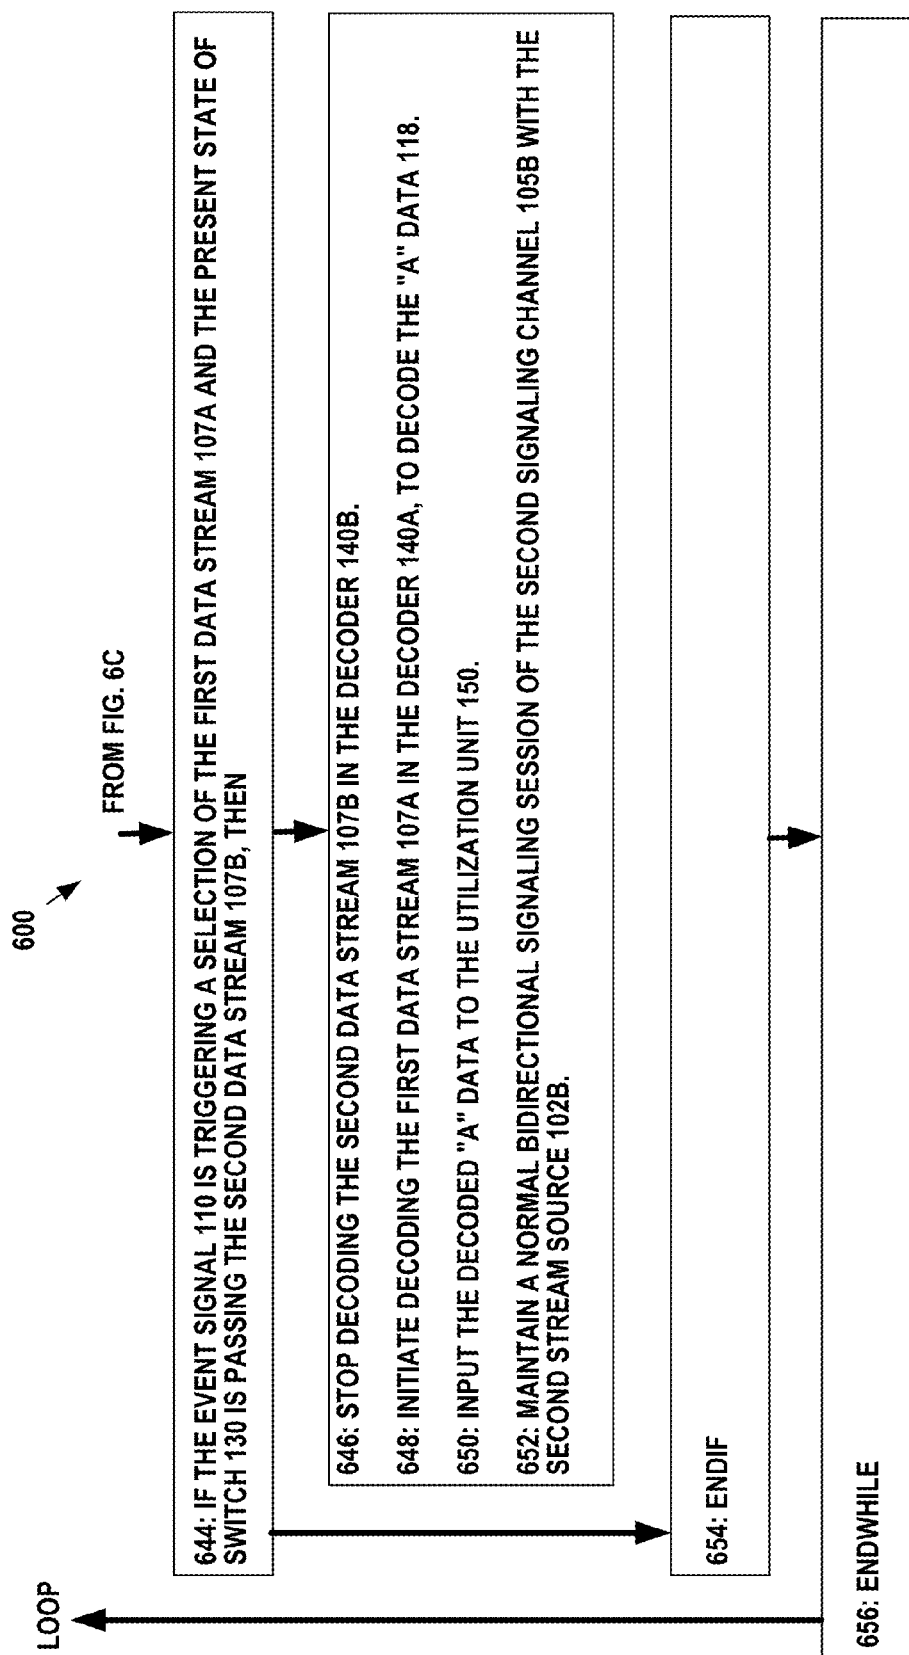 600
FROM FIG. 6C
LOOP
644: IF THE EVENT SIGNAL 110 IS TRIGGERING A SELECTION OF THE FIRST DATA STREAM 107A AND THE PRESENT STATE OF
SWITCH 130 IS PASSING THE SECOND DATA STREAM 107B, THEN
646: STOP DECODING THE SECOND DATA STREAM 107B IN THE DECODER 140B.
648: INITIATE DECODING THE FIRST DATA STREAM 107A IN THE DECODER 140A, TO DECODE THE "A" DATA 118.
650: INPUT THE DECODED "A" DATA TO THE UTILIZATION UNIT 150.
652: MAINTAIN A NORMAL BIDIRECTIONAL SIGNALING SESSION OF THE SECOND SIGNALING CHANNEL 105B WITH THE
SECOND STREAM SOURCE 102B.
654: ENDIF
656: ENDWHILE